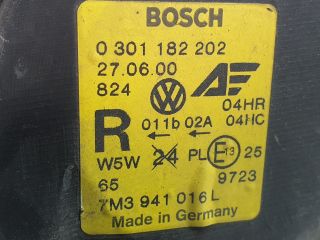 BOSCH
0 301 182 202
27.06.00
824
04HR
R 011b 02A 04HC
W5W 24 PL E13 25
65 9723
7M3 941 016 L
Made in Germany